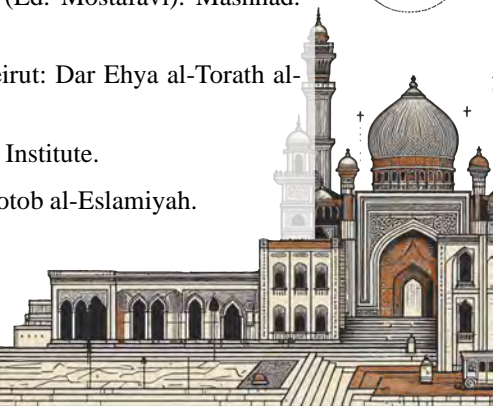 (Ed. Mostafavi). Mashhad:
eirut: Dar Ehya al-Torath al-
Institute.
otob al-Eslamiyah.